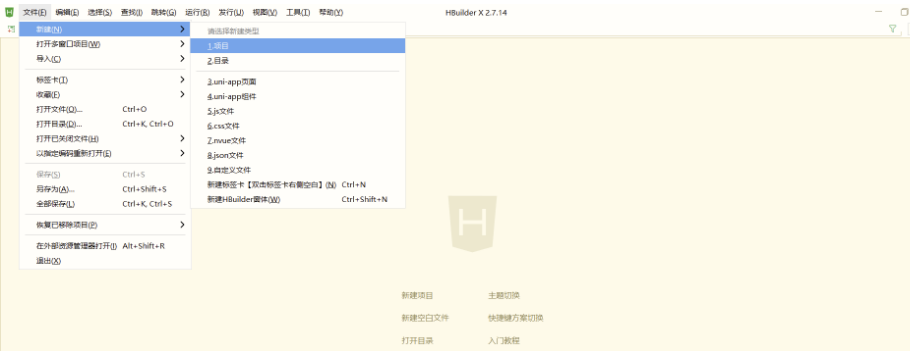 文件(F) 编辑(E) 选择(S) 查找(I) 跳转(G) 运行(R) 发行(U) 视图(V) 工具(T) 帮助(Y) HBuilder X 2.7.14
新建(N)
打开多窗口项目(W)
导入(C)
标签卡(T)
收藏(F)
打开文件(O)... Ctrl+O
打开目录(D)... Ctrl+K, Ctrl+O
打开已关闭文件(H)
以指定编码重新打开(E)
保存(S) Ctrl+S
另存为(A)... Ctrl+Shift+S
全部保存(L) Ctrl+K, Ctrl+S
恢复已移除项目(P)
在外部资源管理器打开(I) Alt+Shift+R
退出(X)
请选择新建类型
1.项目
2.目录
3.uni-app页面
4.uni-app组件
5.js文件
6.css文件
7.nvue文件
8.json文件
9.自定义文件
新建标签卡【双击标签卡右侧空白】(N) Ctrl+N
新建HBuilder窗体(W) Ctrl+Shift+N
H
新建项目 主题切换
新建空白文件 快捷键方案切换
打开目录 入门教程